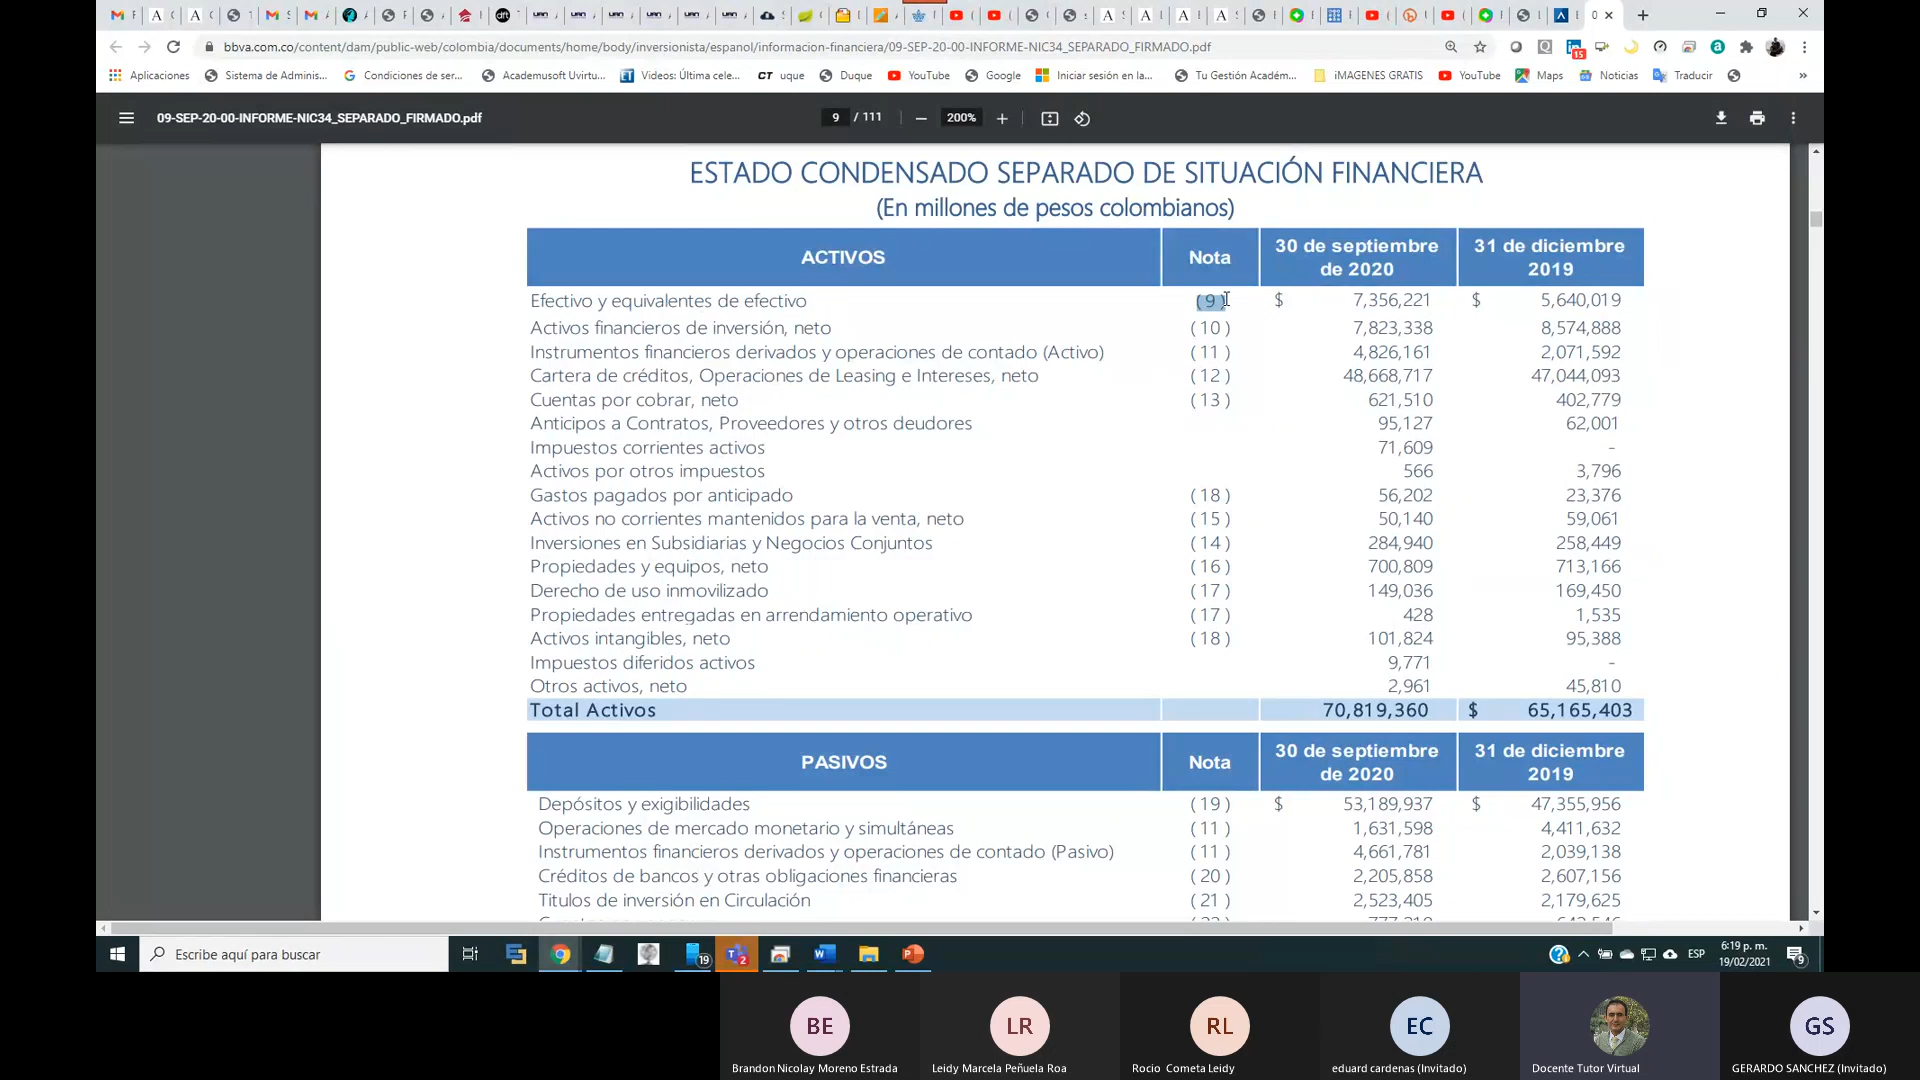 bbva.com.co/content/dam/public-web/colombia/documents/home/body/inversionista/espanol/informacion-financiera/09-SEP-20-00-INFORME-NIC34_SEPARADO_FIRMADO.pdf
Aplicaciones Sistema de Adminis... Condiciones de ser... Academusoft Uvirtu... Videos: Última cele... CT uque Duque YouTube Google Iniciar sesión en la... Tu Gestión Académ... iMAGENES GRATIS YouTube Maps Noticias Traducir »
09-SEP-20-00-INFORME-NIC34_SEPARADO_FIRMADO.pdf 9 / 111 — 200% +
ESTADO CONDENSADO SEPARADO DE SITUACIÓN FINANCIERA
(En millones de pesos colombianos)
ACTIVOS Nota 30 de septiembre de 2020 31 de diciembre 2019
Efectivo y equivalentes de efectivo ( 9 ) $ 7,356,221 $ 5,640,019
Activos financieros de inversión, neto ( 10 ) 7,823,338 8,574,888
Instrumentos financieros derivados y operaciones de contado (Activo) ( 11 ) 4,826,161 2,071,592
Cartera de créditos, Operaciones de Leasing e Intereses, neto ( 12 ) 48,668,717 47,044,093
Cuentas por cobrar, neto ( 13 ) 621,510 402,779
Anticipos a Contratos, Proveedores y otros deudores 95,127 62,001
Impuestos corrientes activos 71,609 -
Activos por otros impuestos 566 3,796
Gastos pagados por anticipado ( 18 ) 56,202 23,376
Activos no corrientes mantenidos para la venta, neto ( 15 ) 50,140 59,061
Inversiones en Subsidiarias y Negocios Conjuntos ( 14 ) 284,940 258,449
Propiedades y equipos, neto ( 16 ) 700,809 713,166
Derecho de uso inmovilizado ( 17 ) 149,036 169,450
Propiedades entregadas en arrendamiento operativo ( 17 ) 428 1,535
Activos intangibles, neto ( 18 ) 101,824 95,388
Impuestos diferidos activos 9,771 -
Otros activos, neto 2,961 45,810
Total Activos 70,819,360 $ 65,165,403
PASIVOS Nota 30 de septiembre de 2020 31 de diciembre 2019
Depósitos y exigibilidades ( 19 ) $ 53,189,937 $ 47,355,956
Operaciones de mercado monetario y simultáneas ( 11 ) 1,631,598 4,411,632
Instrumentos financieros derivados y operaciones de contado (Pasivo) ( 11 ) 4,661,781 2,039,138
Créditos de bancos y otras obligaciones financieras ( 20 ) 2,205,858 2,607,156
Titulos de inversión en Circulación ( 21 ) 2,523,405 2,179,625
Escribe aquí para buscar
19
ESP
6:19 p. m.
19/02/2021
BE LR RL EC GS
Brandon Nicolay Moreno Estrada Leidy Marcela Peñuela Roa Rocio Cometa Leidy eduard cardenas (Invitado) Docente Tutor Virtual GERARDO SANCHEZ (Invitado)